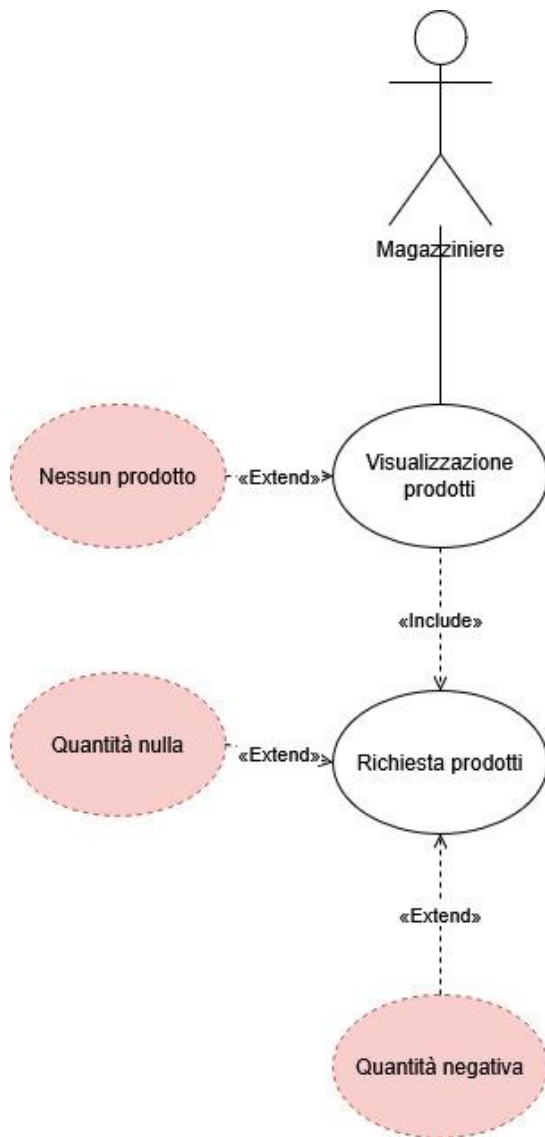 Magazziniere
Nessun prodotto
«Extend»
Visualizzazione
prodotti
«Include»
Quantità nulla
«Extend»
Richiesta prodotti
«Extend»
Quantità negativa